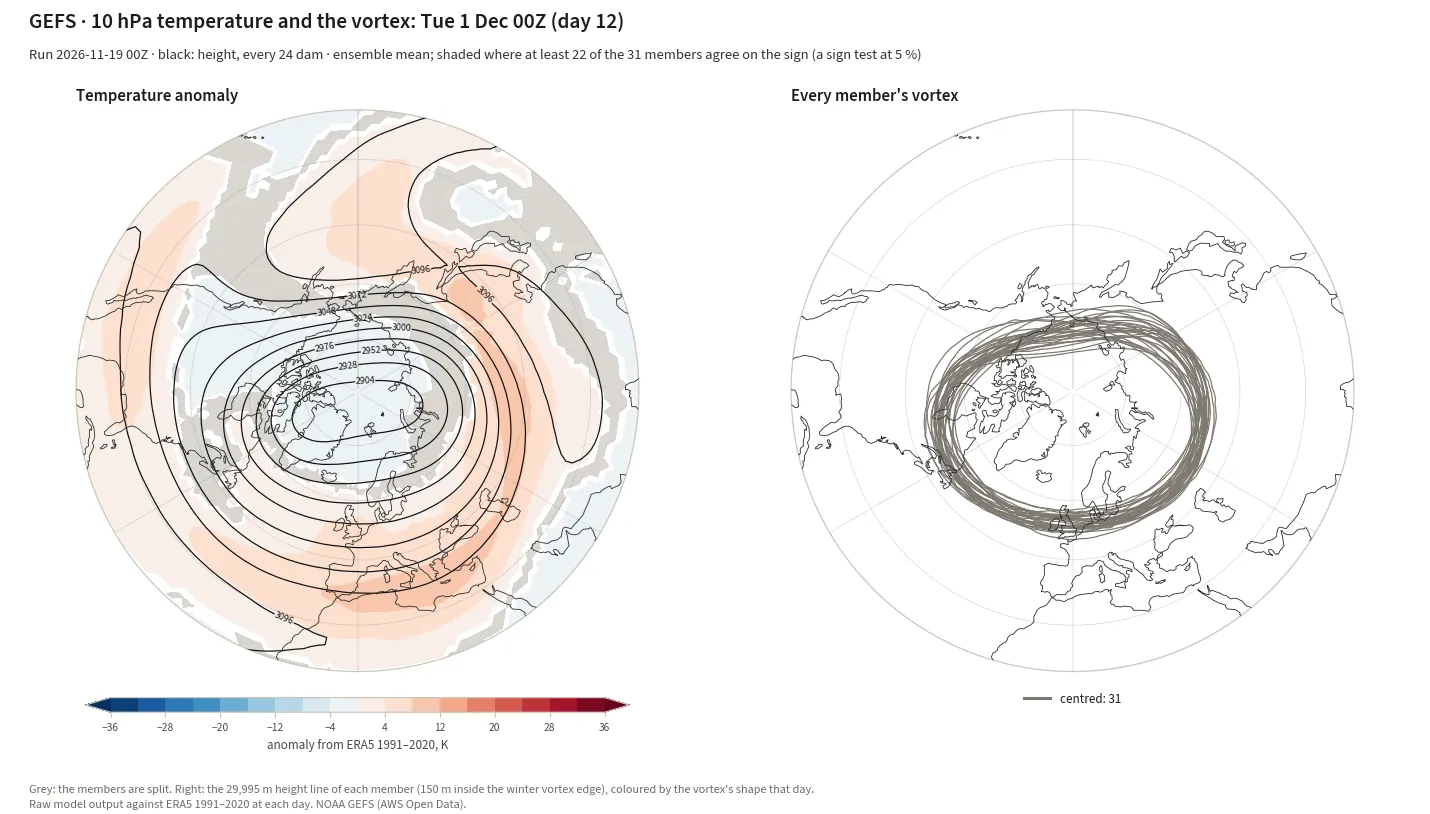 GEFS · 10 hPa temperature and the vortex: Tue 1 Dec 00Z (day 12)
Run 2026-11-19 00Z · black: height, every 24 dam · ensemble mean; shaded where at least 22 of the 31 members agree on the sign (a sign test at 5 %)
Temperature anomaly
Every member's vortex
3096
3096
3072
3048
3024
3000
2976
2952
2928
2904
3096
centred: 31
−36 −28 −20 −12 −4 4 12 20 28 36
anomaly from ERA5 1991–2020, K
Grey: the members are split. Right: the 29,995 m height line of each member (150 m inside the winter vortex edge), coloured by the vortex's shape that day.
Raw model output against ERA5 1991–2020 at each day. NOAA GEFS (AWS Open Data).